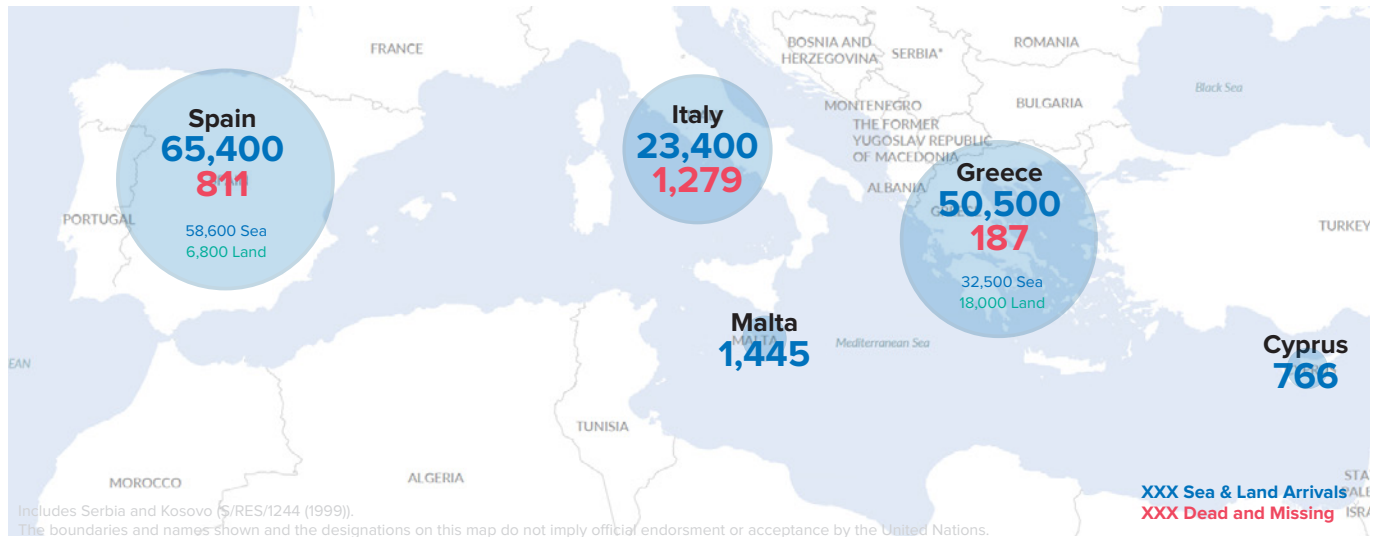 FRANCE
BOSNIA AND
HERZEGOVINA
SERBIA*
ROMANIA
Black Sea
MONTENEGRO
BULGARIA
THE FORMER
YUGOSLAV REPUBLIC
OF MACEDONIA
ALBANIA
Spain
65,400
811
58,600 Sea
6,800 Land
PORTUGAL
Italy
23,400
1,279
Greece
50,500
187
32,500 Sea
18,000 Land
TURKEY
Malta
MALTA
1,445
Mediterranean Sea
Cyprus
766
EAN
TUNISIA
MOROCCO
ALGERIA
STA
PALE
ISRA
XXX Sea & Land Arrivals
XXX Dead and Missing
Includes Serbia and Kosovo (S/RES/1244 (1999)).
The boundaries and names shown and the designations on this map do not imply official endorsment or acceptance by the United Nations.